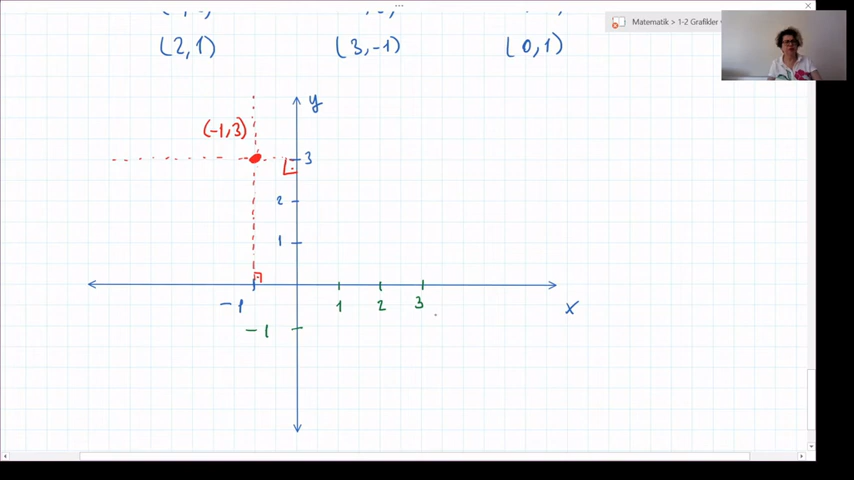 Matematik > 1-2 Grafikler
(2,1) (3,-1) (0,1)
y
(-1,3)
3
2
1
-1 1 2 3 x
-1